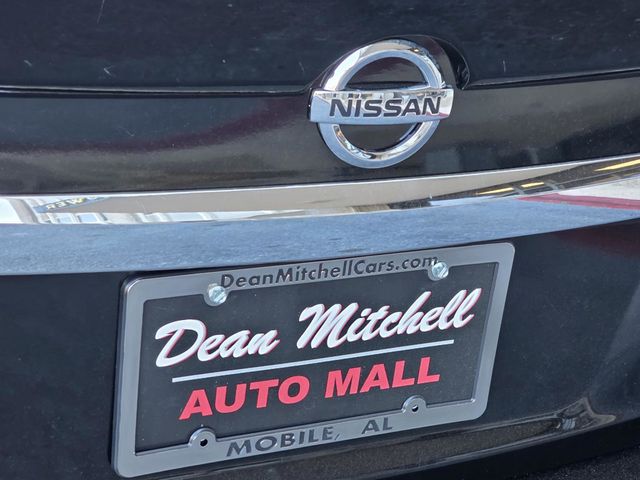 NISSAN
DeanMitchellCars.com
Dean Mitchell
AUTO MALL
MOBILE, AL